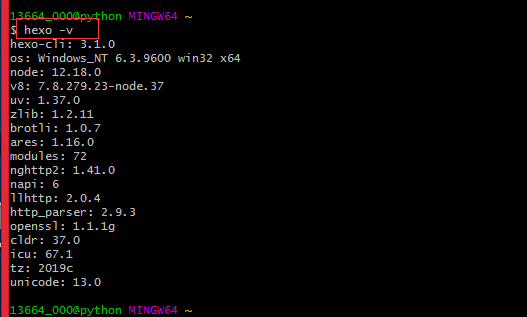 13664_000@python MINGW64 ~
$ hexo -v
hexo-cli: 3.1.0
os: Windows_NT 6.3.9600 win32 x64
node: 12.18.0
v8: 7.8.279.23-node.37
uv: 1.37.0
zlib: 1.2.11
brotli: 1.0.7
ares: 1.16.0
modules: 72
nghttp2: 1.41.0
napi: 6
llhttp: 2.0.4
http_parser: 2.9.3
openssl: 1.1.1g
cldr: 37.0
icu: 67.1
tz: 2019c
unicode: 13.0
13664_000@python MINGW64 ~